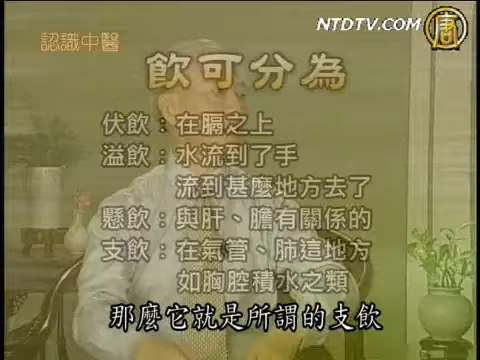 NTDTV.COM
唐
認識中醫
飲可分為
伏飲：在膈之上
溢飲：水流到了手
流到甚麼地方去了
懸飲：與肝、膽有關係的
支飲：在氣管、肺這地方
如胸腔積水之類
那麼它就是所謂的支飲